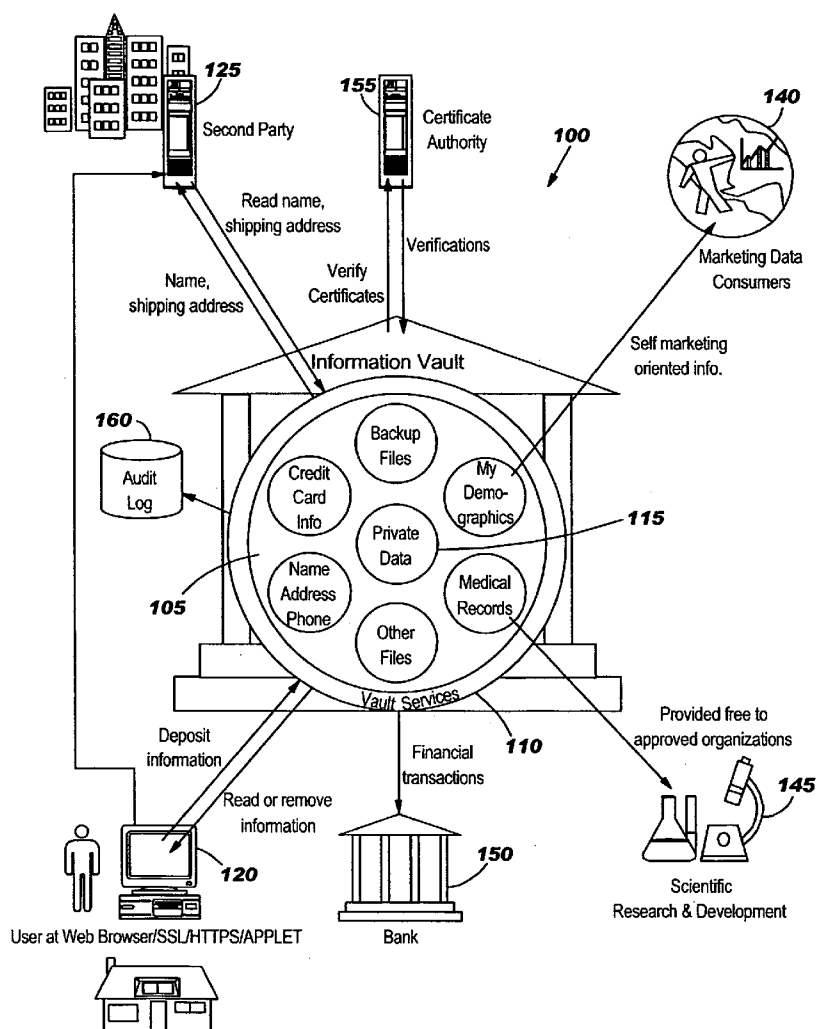 125
Second Party
155
Certificate
Authority
100
140
Read name,
shipping address
Name,
shipping address
Verify
Certificates
Verifications
Marketing Data
Consumers
Self marketing
oriented info.
Information Vault
160
Audit
Log
Backup
Files
Credit
Card
Info
My
Demo-
graphics
Private
Data
115
105
Name
Address
Phone
Medical
Records
Other
Files
Vault Services
110
Deposit
information
Read or remove
information
Financial
transactions
Provided free to
approved organizations
145
120
150
Scientific
Research & Development
User at Web Browser/SSL/HTTPS/APPLET
Bank